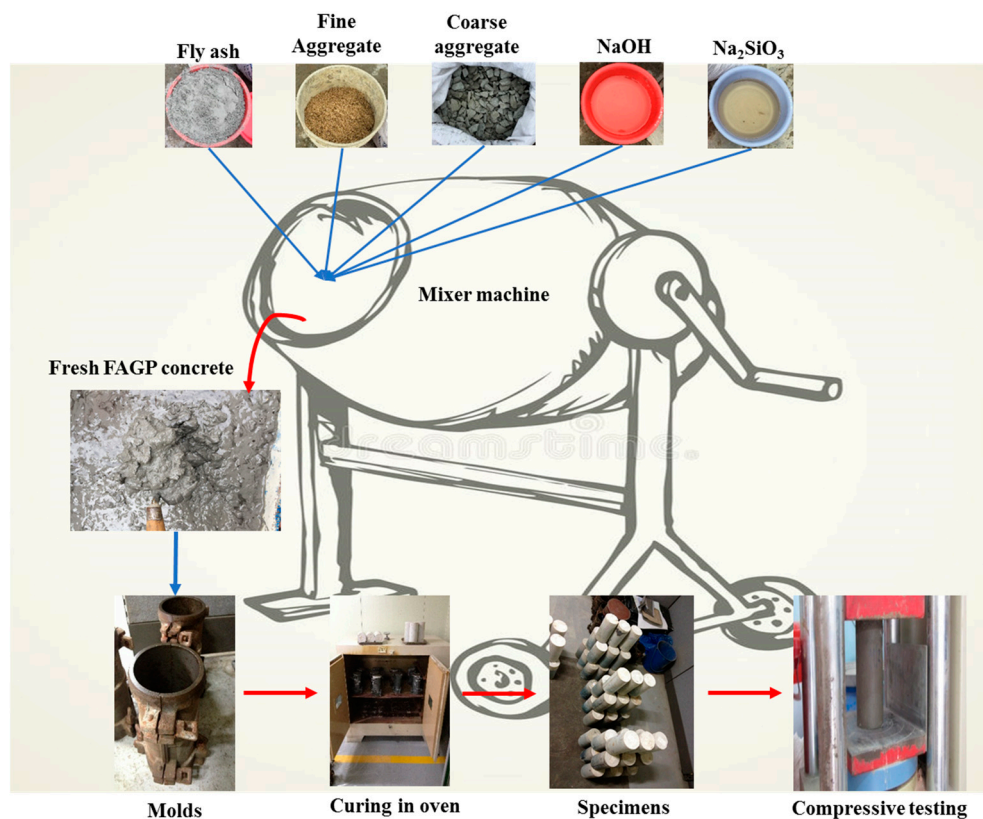 Fly ash
Fine
Aggregate
Coarse
aggregate
NaOH
Na₂SiO₃
Mixer machine
Fresh FAGP concrete
dreamstime.
Molds
Curing in oven
Specimens
Compressive testing